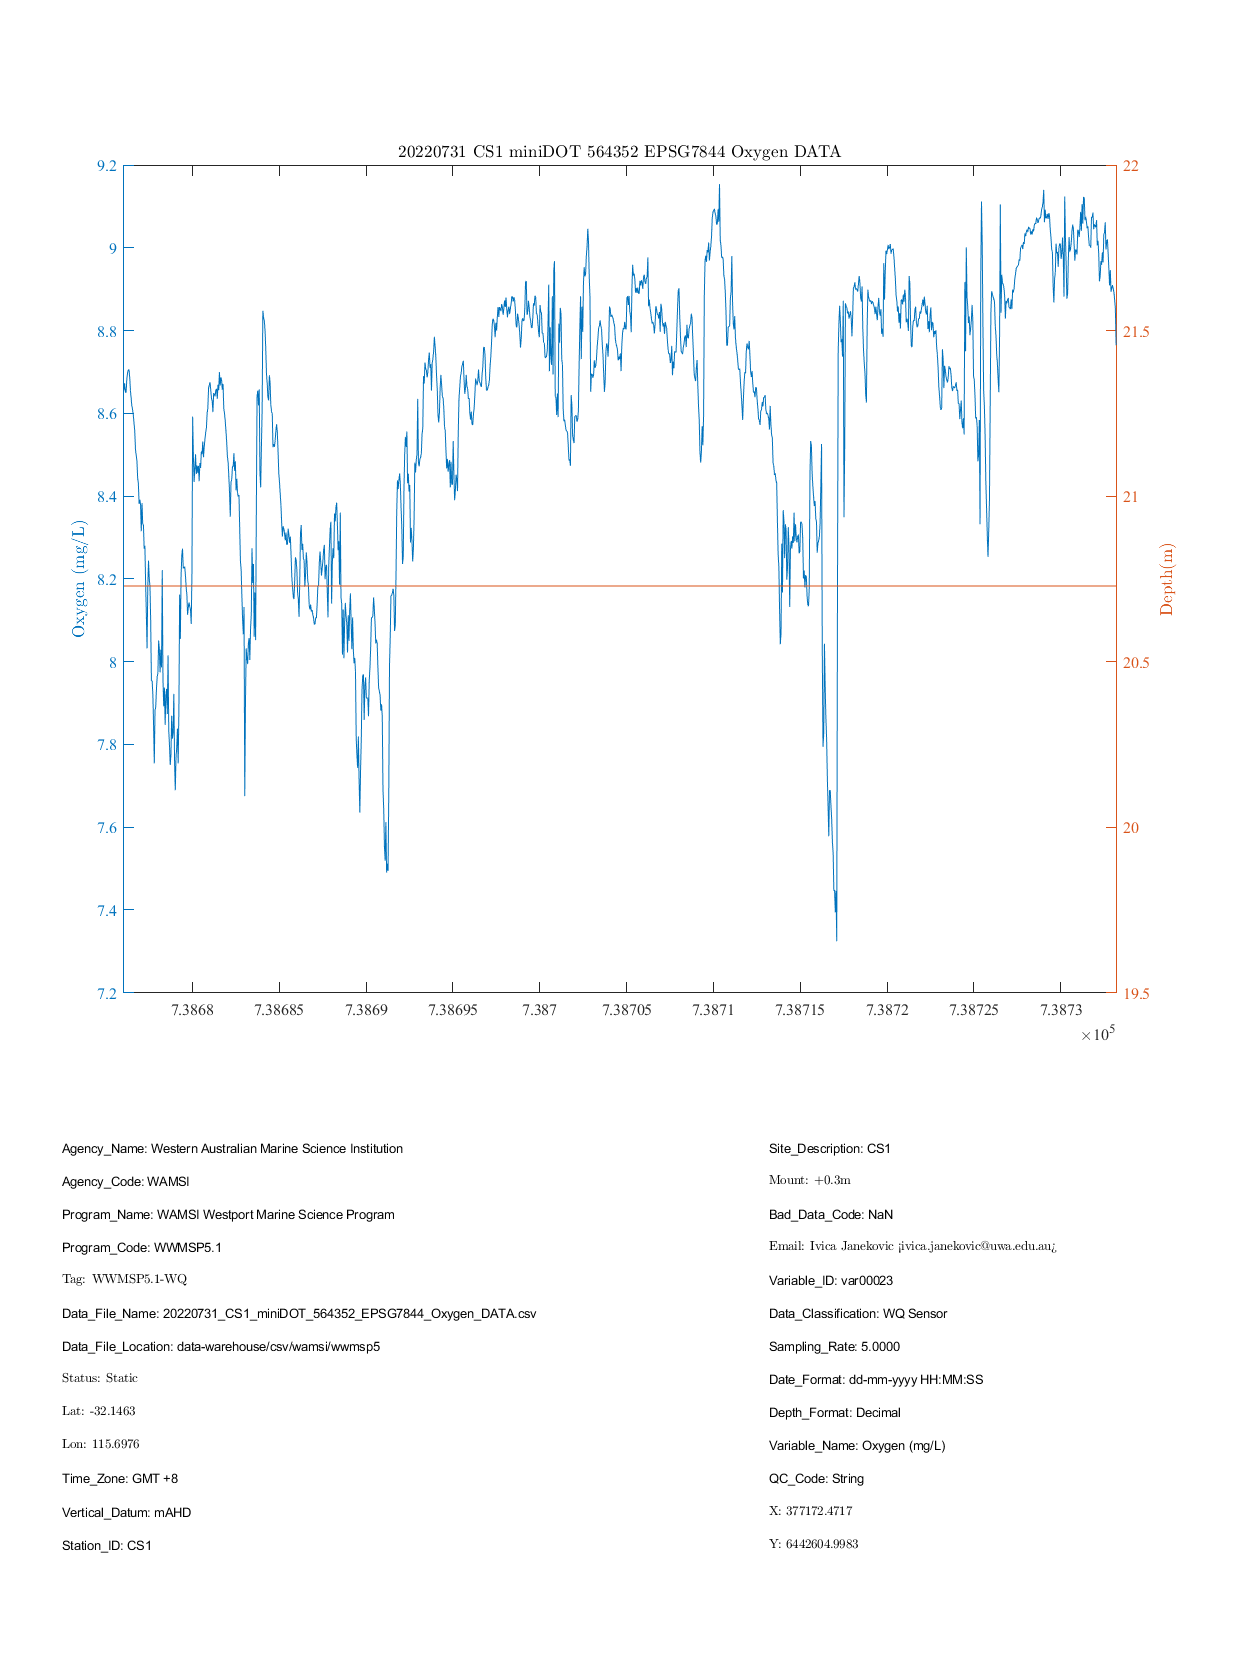 20220731 CS1 miniDOT 564352 EPSG7844 Oxygen DATA
9.2
9
8.8
8.6
8.4
8.2
8
7.8
7.6
7.4
7.2
Oxygen (mg/L)
22
21.5
21
20.5
20
19.5
Depth(m)
7.3868 7.38685 7.3869 7.38695 7.387 7.38705 7.3871 7.38715 7.3872 7.38725 7.3873
×10^5
Agency_Name: Western Australian Marine Science Institution
Agency_Code: WAMSI
Program_Name: WAMSI Westport Marine Science Program
Program_Code: WWMSP5.1
Tag: WWMSP5.1-WQ
Data_File_Name: 20220731_CS1_miniDOT_564352_EPSG7844_Oxygen_DATA.csv
Data_File_Location: data-warehouse/csv/wamsi/wwmsp5
Status: Static
Lat: -32.1463
Lon: 115.6976
Time_Zone: GMT +8
Vertical_Datum: mAHD
Station_ID: CS1
Site_Description: CS1
Mount: +0.3m
Bad_Data_Code: NaN
Email: Ivica Janekovic ¡ivica.janekovic@uwa.edu.au¿
Variable_ID: var00023
Data_Classification: WQ Sensor
Sampling_Rate: 5.0000
Date_Format: dd-mm-yyyy HH:MM:SS
Depth_Format: Decimal
Variable_Name: Oxygen (mg/L)
QC_Code: String
X: 377172.4717
Y: 6442604.9983